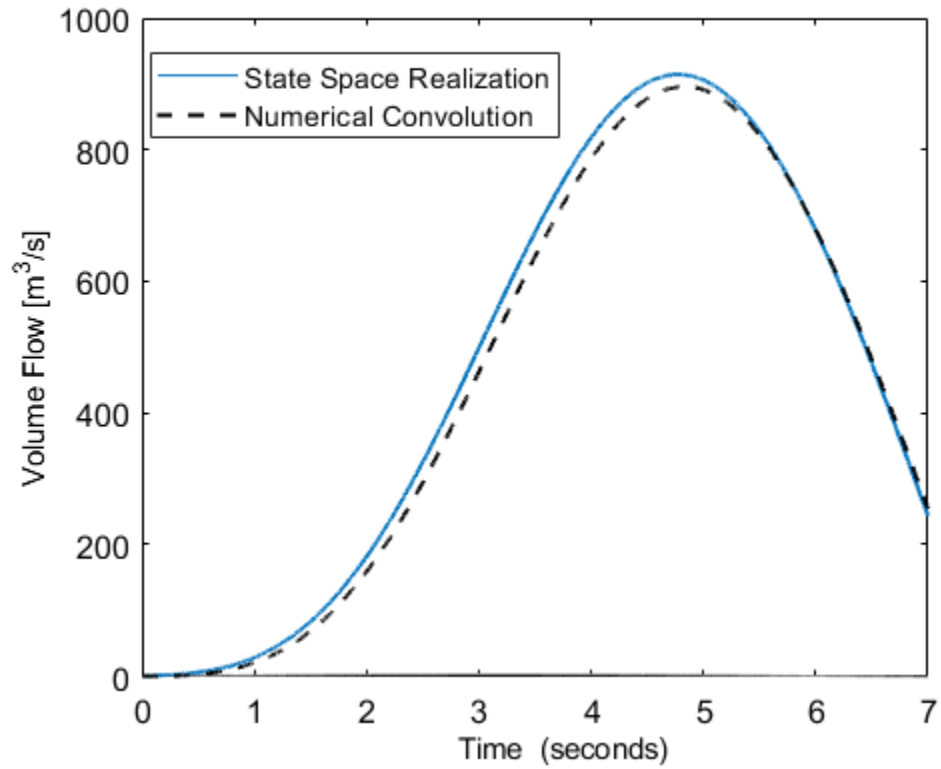 1000
800
600
400
200
0
Volume Flow [m³/s]
State Space Realization
Numerical Convolution
0 1 2 3 4 5 6 7
Time (seconds)